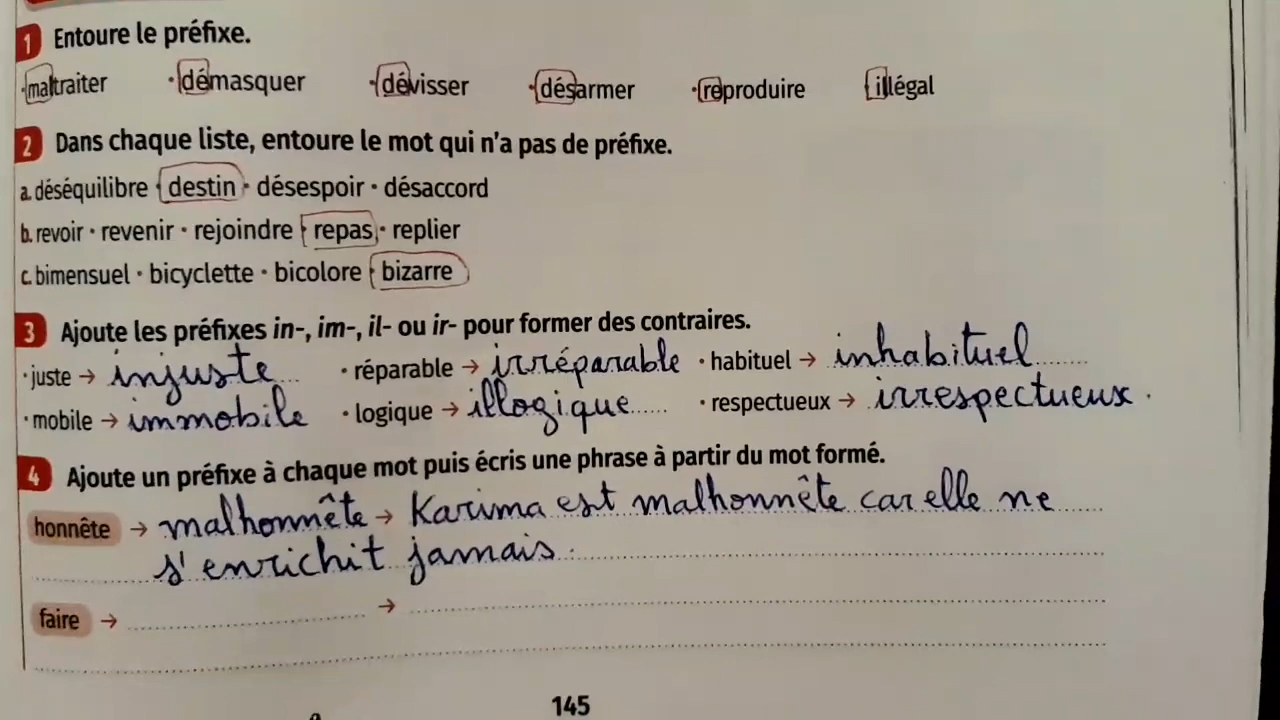 1 Entoure le préfixe.
· maltraiter · démasquer · dévisser · désarmer · reproduire · illégal
2 Dans chaque liste, entoure le mot qui n'a pas de préfixe.
a. déséquilibre · destin · désespoir · désaccord
b. revoir · revenir · rejoindre · repas · replier
c. bimensuel · bicyclette · bicolore · bizarre
3 Ajoute les préfixes in-, im-, il- ou ir- pour former des contraires.
· juste → injuste · réparable → irréparable · habituel → inhabituel
· mobile → immobile · logique → illogique · respectueux → irrespectueux.
4 Ajoute un préfixe à chaque mot puis écris une phrase à partir du mot formé.
honnête → malhonnête → Karima est malhonnête car elle ne
s'enrichit jamais.
faire → →
145